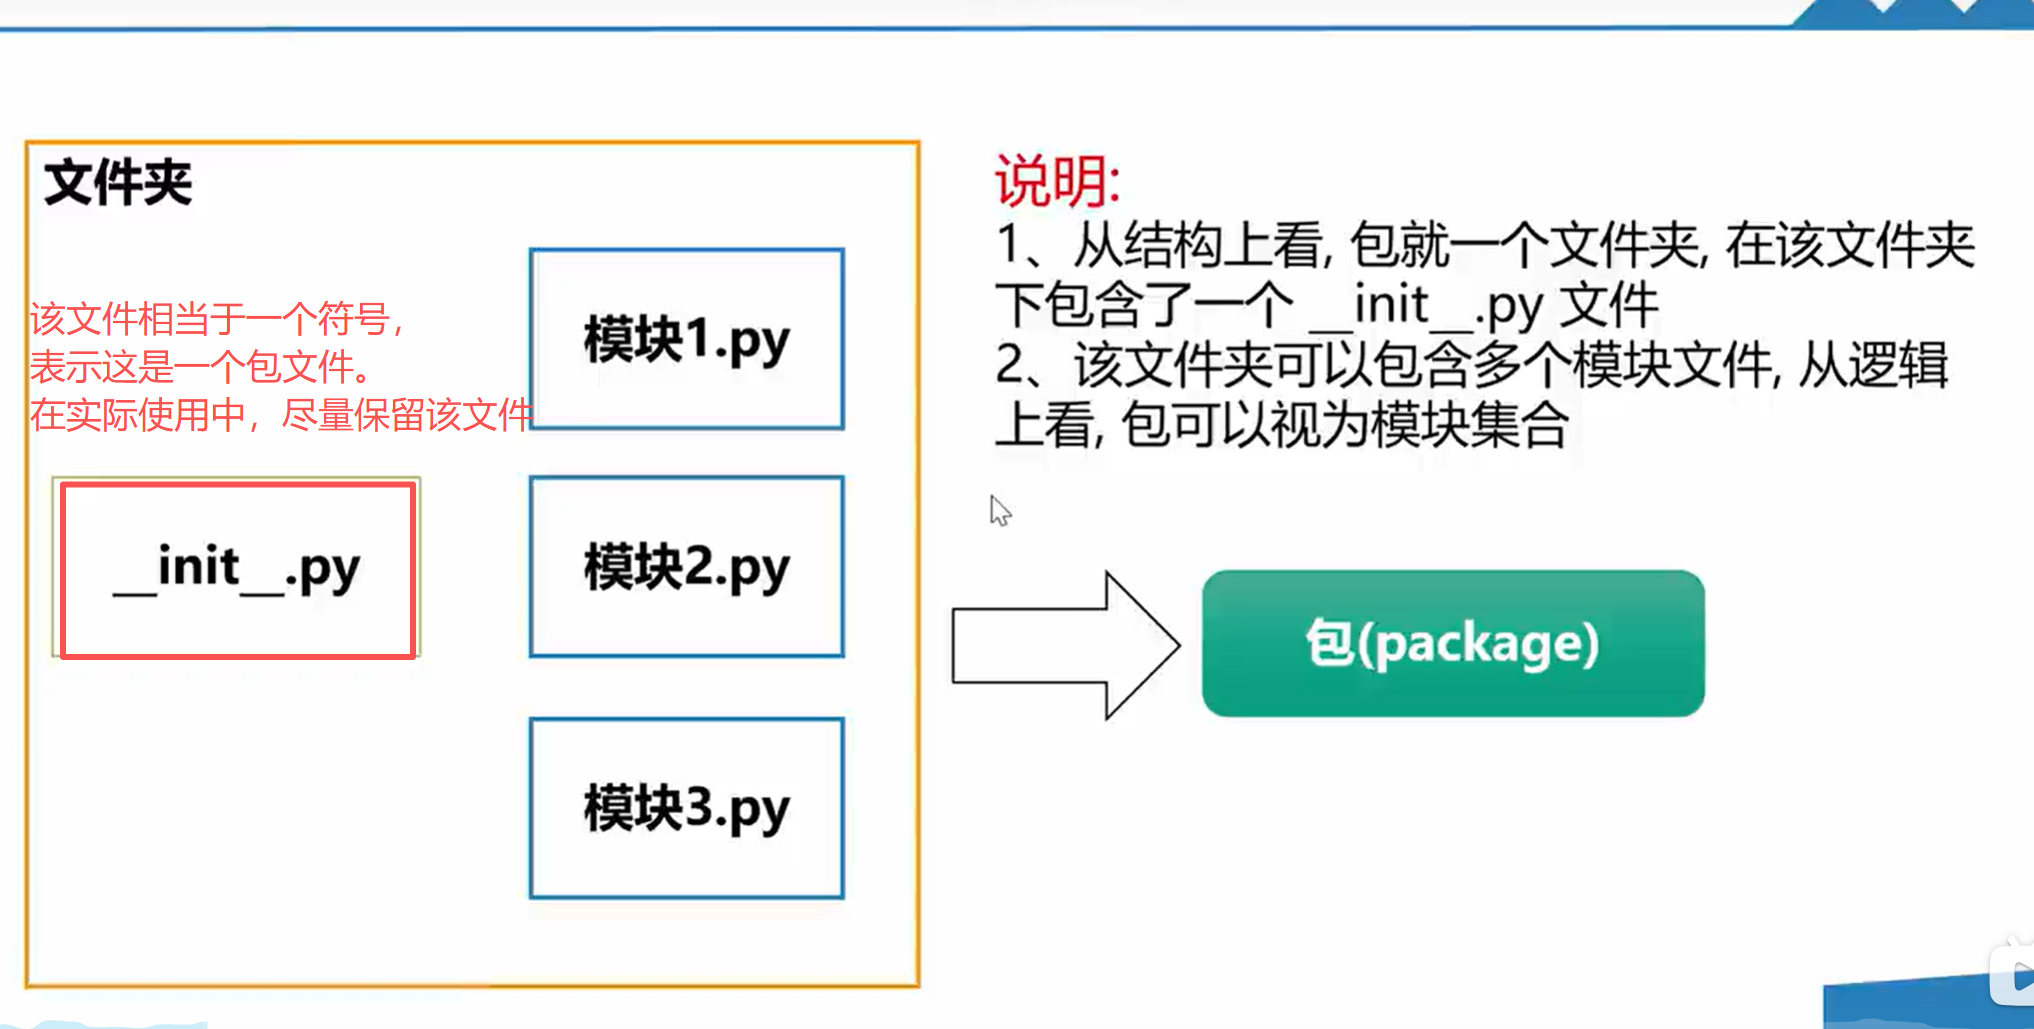 文件夹
该文件相当于一个符号，
表示这是一个包文件。
在实际使用中，尽量保留该文件
__init__.py
模块1.py
模块2.py
模块3.py
说明:
1、从结构上看, 包就一个文件夹, 在该文件夹
下包含了一个 __init__.py 文件
2、该文件夹可以包含多个模块文件, 从逻辑
上看, 包可以视为模块集合
包(package)